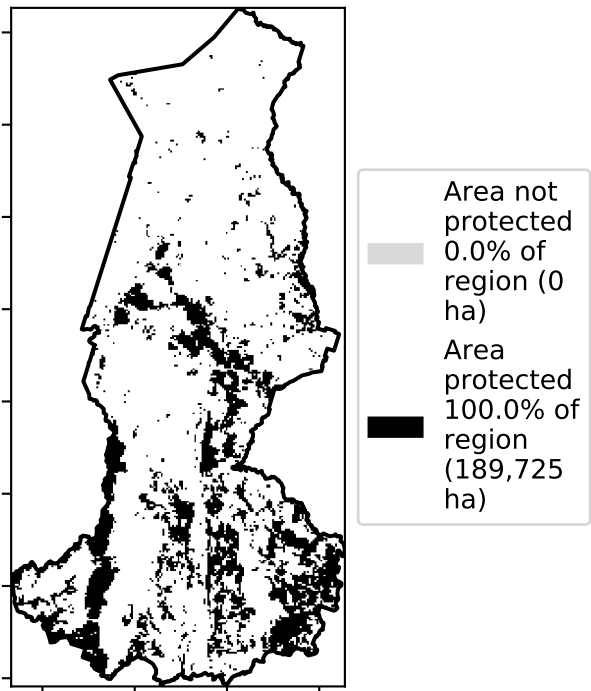 Area not
protected
0.0% of
region (0
ha)
Area
protected
100.0% of
region
(189,725
ha)